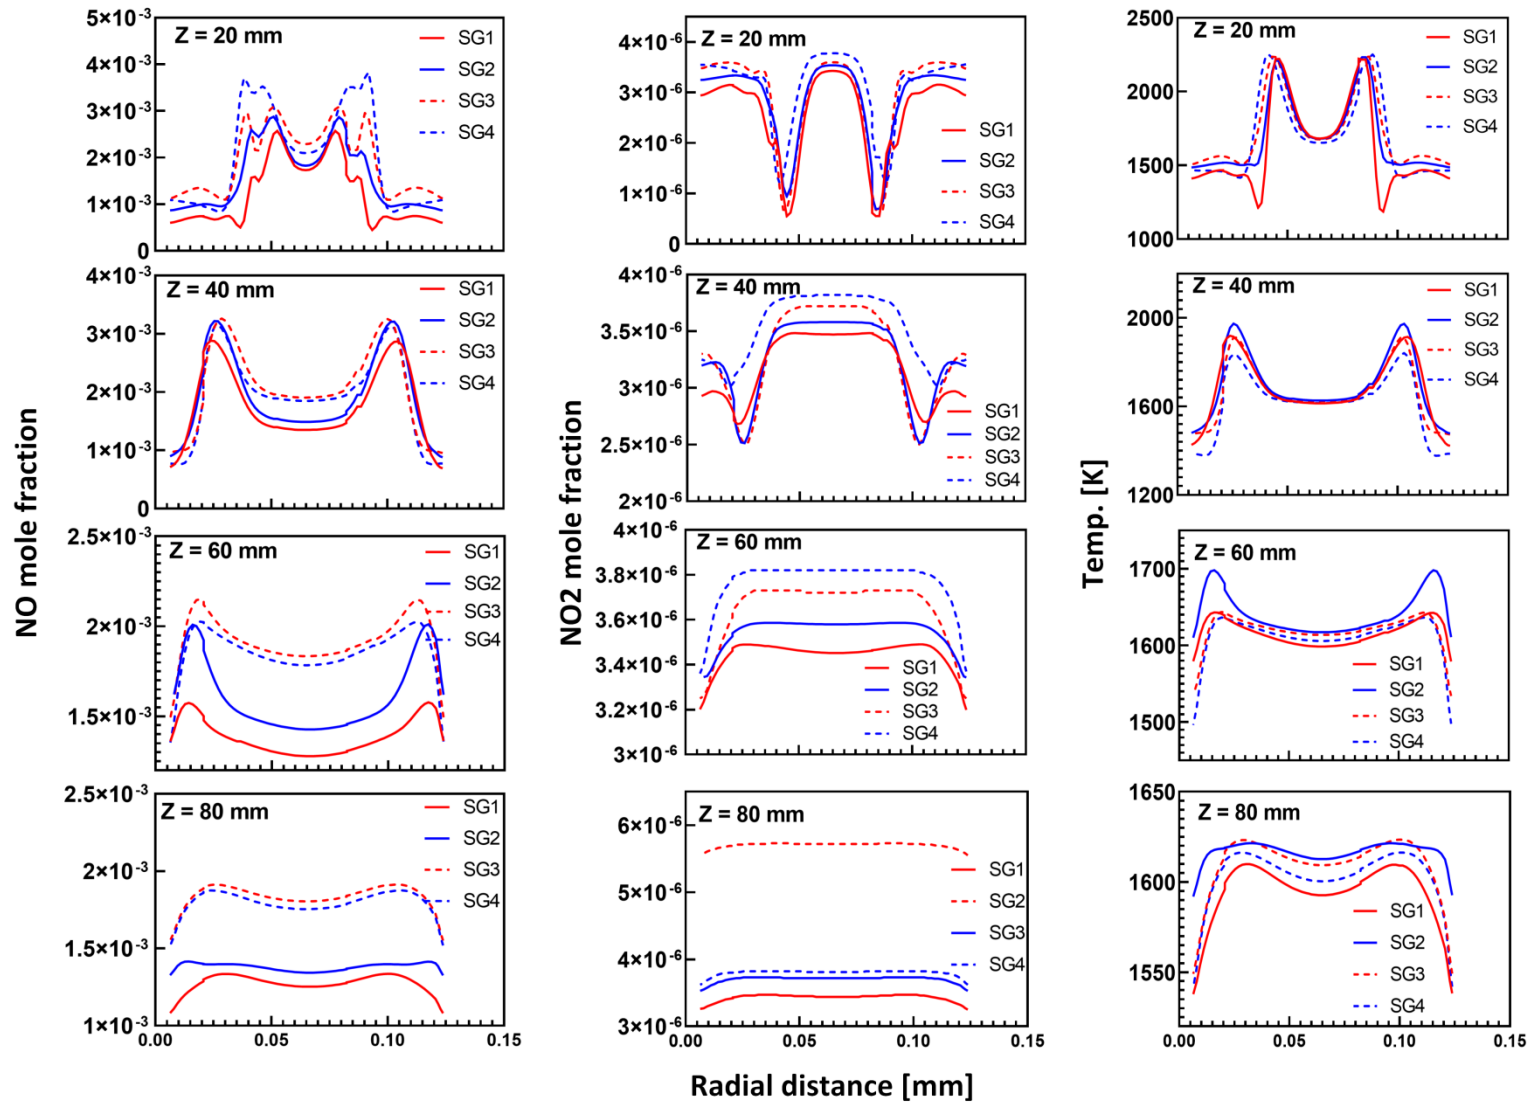 NO mole fraction
5×10⁻³
4×10⁻³
3×10⁻³
2×10⁻³
1×10⁻³
0
Z = 20 mm
SG1
SG2
SG3
SG4
4×10⁻³
3×10⁻³
2×10⁻³
1×10⁻³
0
Z = 40 mm
SG1
SG2
SG3
SG4
2.5×10⁻³
2×10⁻³
1.5×10⁻³
Z = 60 mm
SG1
SG2
SG3
SG4
2.5×10⁻³
2×10⁻³
1.5×10⁻³
1×10⁻³
Z = 80 mm
SG1
SG2
SG3
SG4
0.00 0.05 0.10 0.15
NO2 mole fraction
4×10⁻⁶
3×10⁻⁶
2×10⁻⁶
1×10⁻⁶
0
Z = 20 mm
SG1
SG2
SG3
SG4
4×10⁻⁶
3.5×10⁻⁶
3×10⁻⁶
2.5×10⁻⁶
2×10⁻⁶
Z = 40 mm
SG1
SG2
SG3
SG4
4×10⁻⁶
3.8×10⁻⁶
3.6×10⁻⁶
3.4×10⁻⁶
3.2×10⁻⁶
3×10⁻⁶
Z = 60 mm
SG1
SG2
SG3
SG4
6×10⁻⁶
5×10⁻⁶
4×10⁻⁶
3×10⁻⁶
Z = 80 mm
SG1
SG2
SG3
SG4
0.00 0.05 0.10 0.15
Temp. [K]
2500
2000
1500
1000
Z = 20 mm
SG1
SG2
SG3
SG4
2000
1600
1200
Z = 40 mm
SG1
SG2
SG3
SG4
1700
1600
1500
Z = 60 mm
SG1
SG2
SG3
SG4
1650
1600
1550
Z = 80 mm
SG1
SG2
SG3
SG4
0.00 0.05 0.10 0.15
Radial distance [mm]